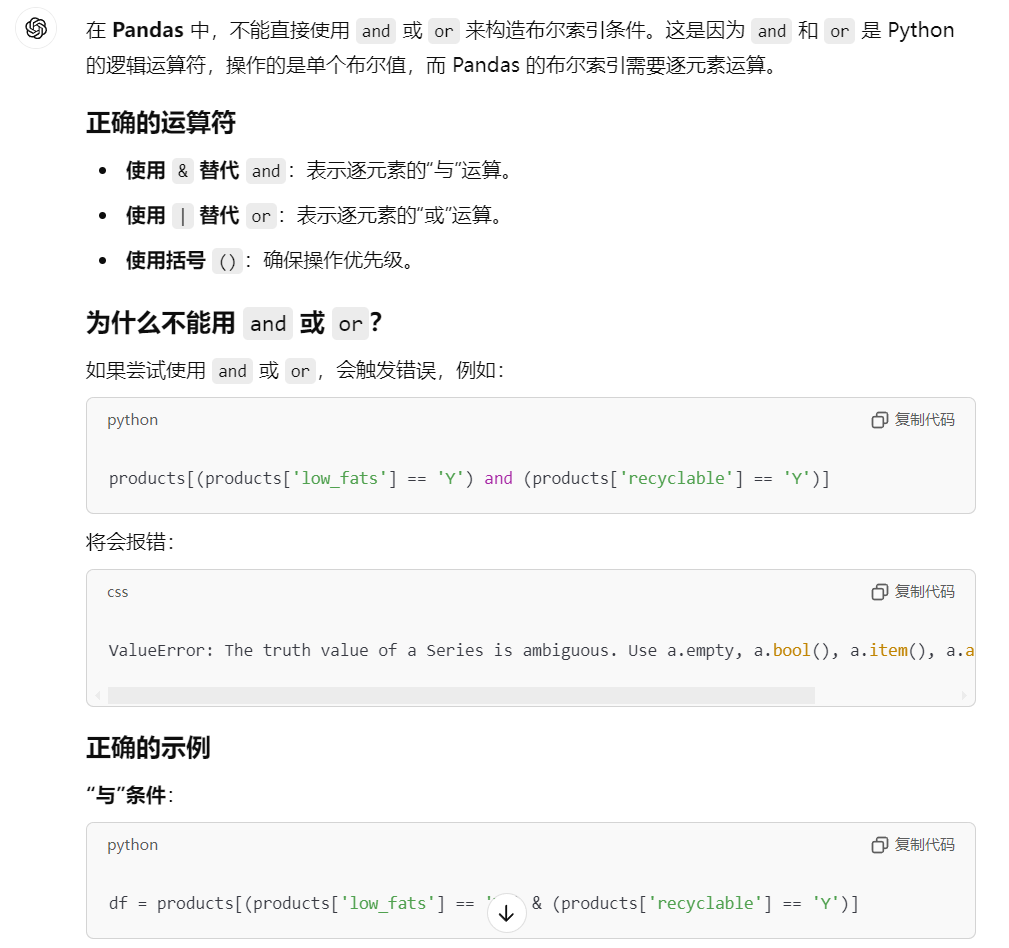 在 Pandas 中，不能直接使用 and 或 or 来构造布尔索引条件。这是因为 and 和 or 是 Python
的逻辑运算符，操作的是单个布尔值，而 Pandas 的布尔索引需要逐元素运算。
正确的运算符
• 使用 & 替代 and：表示逐元素的“与”运算。
• 使用 | 替代 or：表示逐元素的“或”运算。
• 使用括号 ()：确保操作优先级。
为什么不能用 and 或 or？
如果尝试使用 and 或 or，会触发错误，例如：
python 复制代码
products[(products['low_fats'] == 'Y') and (products['recyclable'] == 'Y')]
将会报错：
css 复制代码
ValueError: The truth value of a Series is ambiguous. Use a.empty, a.bool(), a.item(), a.a
正确的示例
“与”条件：
python 复制代码
df = products[(products['low_fats'] == & (products['recyclable'] == 'Y')]